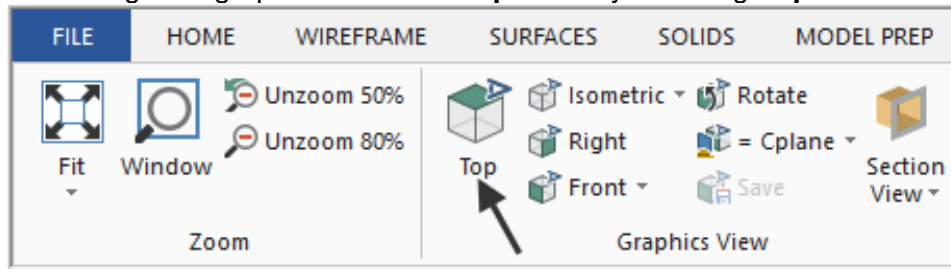 FILE HOME WIREFRAME SURFACES SOLIDS MODEL PREP
Fit
Window
Unzoom 50%
Unzoom 80%
Zoom
Top
Isometric
Right
Front
Rotate
= Cplane
Save
Section
View
Graphics View